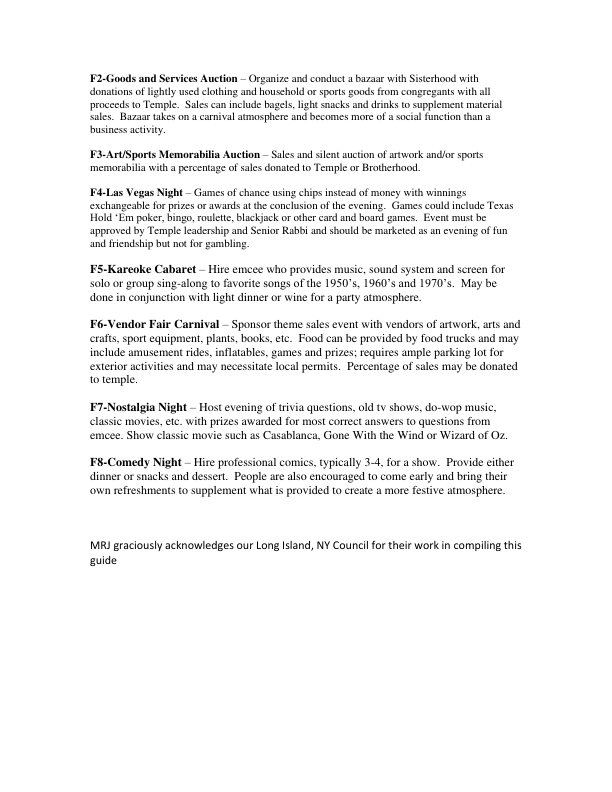 F2-Goods and Services Auction – Organize and conduct a bazaar with Sisterhood with
donations of lightly used clothing and household or sports goods from congregants with all
proceeds to Temple.  Sales can include bagels, light snacks and drinks to supplement material
sales.  Bazaar takes on a carnival atmosphere and becomes more of a social function than a
business activity.
F3-Art/Sports Memorabilia Auction – Sales and silent auction of artwork and/or sports
memorabilia with a percentage of sales donated to Temple or Brotherhood.
F4-Las Vegas Night – Games of chance using chips instead of money with winnings
exchangeable for prizes or awards at the conclusion of the evening.  Games could include Texas
Hold ‘Em poker, bingo, roulette, blackjack or other card and board games.  Event must be
approved by Temple leadership and Senior Rabbi and should be marketed as an evening of fun
and friendship but not for gambling.
F5-Kareoke Cabaret – Hire emcee who provides music, sound system and screen for
solo or group sing-along to favorite songs of the 1950’s, 1960’s and 1970’s.  May be
done in conjunction with light dinner or wine for a party atmosphere.
F6-Vendor Fair Carnival – Sponsor theme sales event with vendors of artwork, arts and
crafts, sport equipment, plants, books, etc.  Food can be provided by food trucks and may
include amusement rides, inflatables, games and prizes; requires ample parking lot for
exterior activities and may necessitate local permits.  Percentage of sales may be donated
to temple.
F7-Nostalgia Night – Host evening of trivia questions, old tv shows, do-wop music,
classic movies, etc. with prizes awarded for most correct answers to questions from
emcee. Show classic movie such as Casablanca, Gone With the Wind or Wizard of Oz.
F8-Comedy Night – Hire professional comics, typically 3-4, for a show.  Provide either
dinner or snacks and dessert.  People are also encouraged to come early and bring their
own refreshments to supplement what is provided to create a more festive atmosphere.
MRJ graciously acknowledges our Long Island, NY Council for their work in compiling this
guide